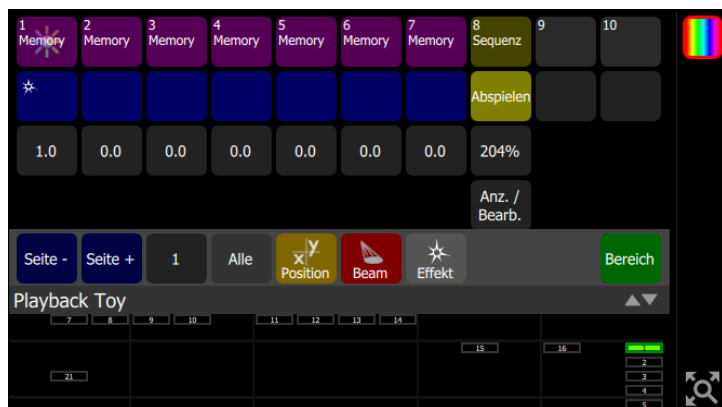 1 2 3 4 5 6 7 8 9 10
Memory Memory Memory Memory Memory Memory Memory Sequenz
Abspielen
1.0 0.0 0.0 0.0 0.0 0.0 0.0 204%
Anz. /
Bearb.
Seite - Seite + 1 Alle x y Position Beam Effekt Bereich
Playback Toy
7 8 9 10 11 12 13 14
15 16
2
21 3
4
5